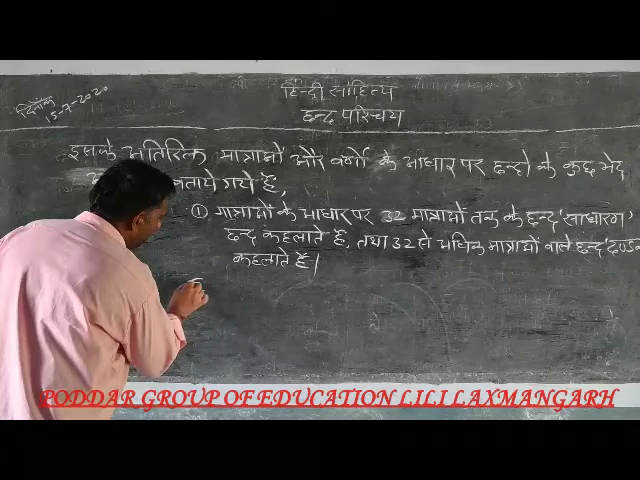 दिनाँक
15-7-2020
हिन्दी साहित्य
छन्द परिचय
इसके अतिरिक्त मात्राओं और वर्णों के आधार पर छन्दों के कुछ भेद
बताये गये हैं,
① मात्राओं के आधार पर 32 मात्राओं तक के छन्द 'साधारण'
छन्द कहलाते हैं, तथा 32 से अधिक मात्राओं वाले छन्द
कहलाते हैं।
PODDAR GROUP OF EDUCATION LILI LAXMANGARH